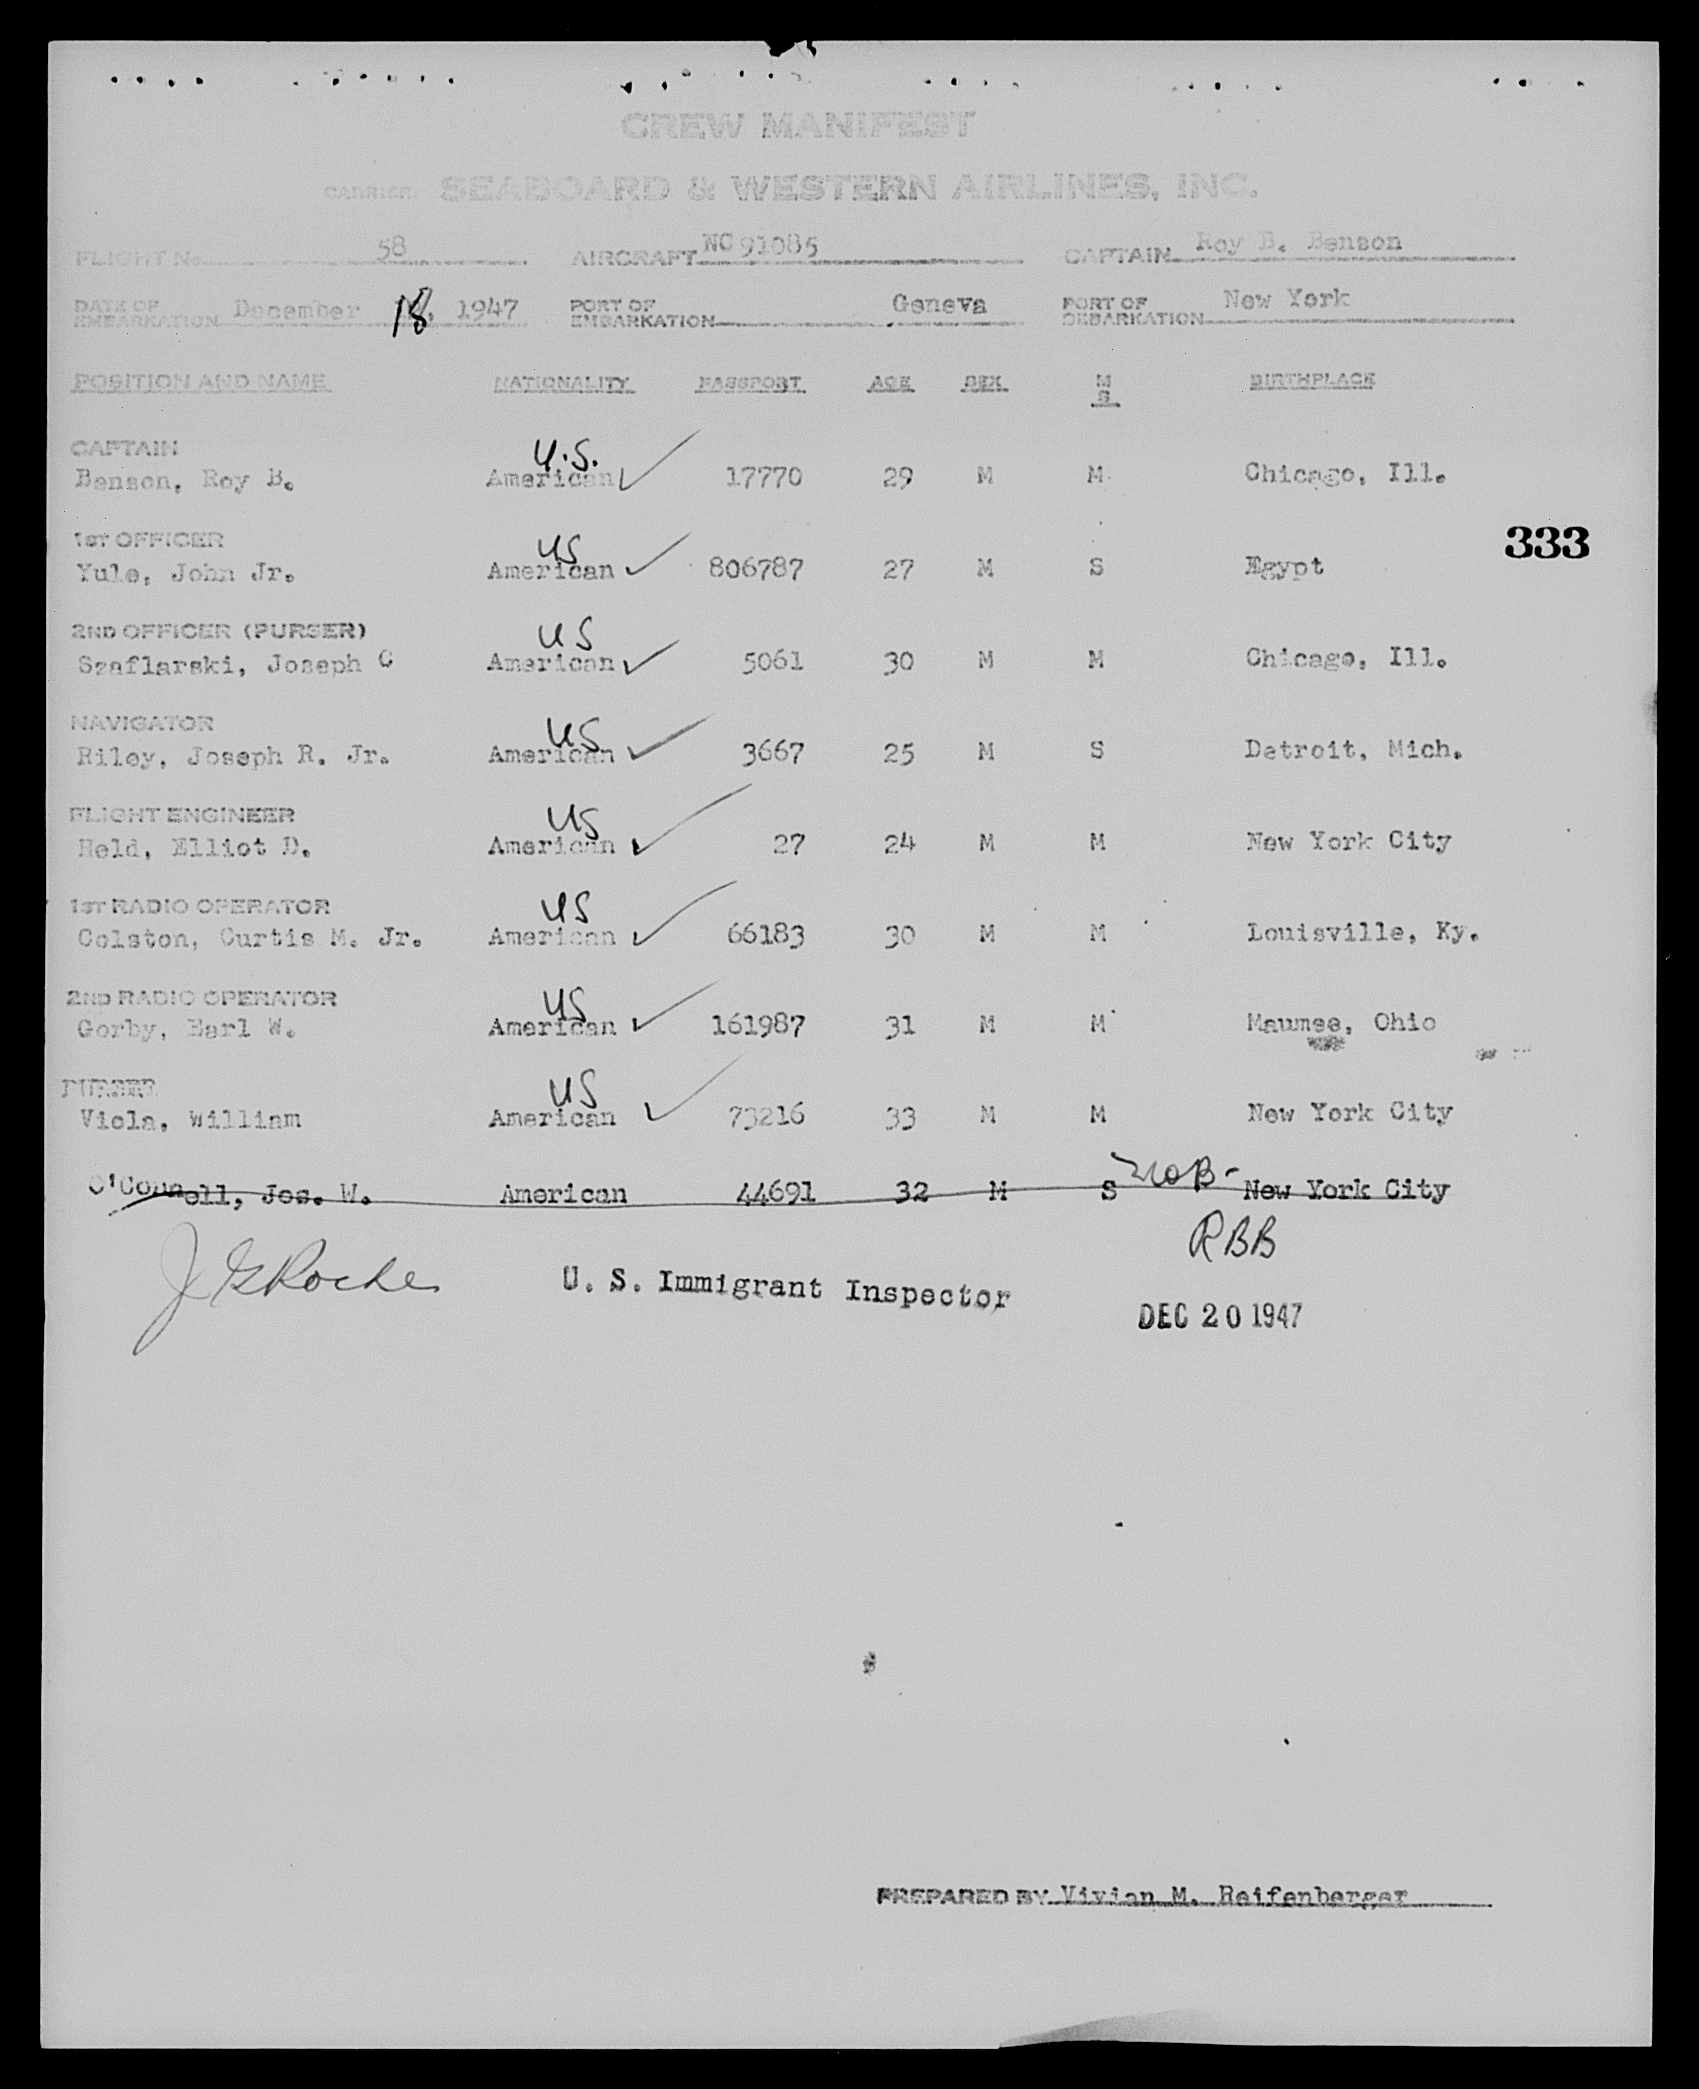 CREW MANIFEST
CARRIER SEABOARD & WESTERN AIRLINES, INC.
FLIGHT No. 58 AIRCRAFT NC 91085 CAPTAIN Roy B. Benson
DATE OF EMBARKATION December 18, 1947 PORT OF EMBARKATION Geneva PORT OF DEBARKATION New York
POSITION AND NAME NATIONALITY PASSPORT AGE SEX M S BIRTHPLACE
CAPTAIN U.S.
Benson, Roy B. American 17770 29 M M Chicago, Ill.
333
1ST OFFICER US
Yule, John Jr. American 806787 27 M S Egypt
2ND OFFICER (PURSER) US
Szaflarski, Joseph C American 5061 30 M M Chicago, Ill.
NAVIGATOR US
Riley, Joseph R. Jr. American 3667 25 M S Detroit, Mich.
FLIGHT ENGINEER US
Held, Elliot D. American 27 24 M M New York City
1ST RADIO OPERATOR US
Colston, Curtis M. Jr. American 66183 30 M M Louisville, Ky.
2ND RADIO OPERATOR US
Gorby, Earl W. American 161987 31 M M Maumee, Ohio
PURSER US
Viola, William American 73216 33 M M New York City
O'Connell, Jos. W. American 44691 32 M S NOB- New York City
RBB
J G Roche U. S. Immigrant Inspector
DEC 20 1947
PREPARED BY Vivian M. Reifenberger